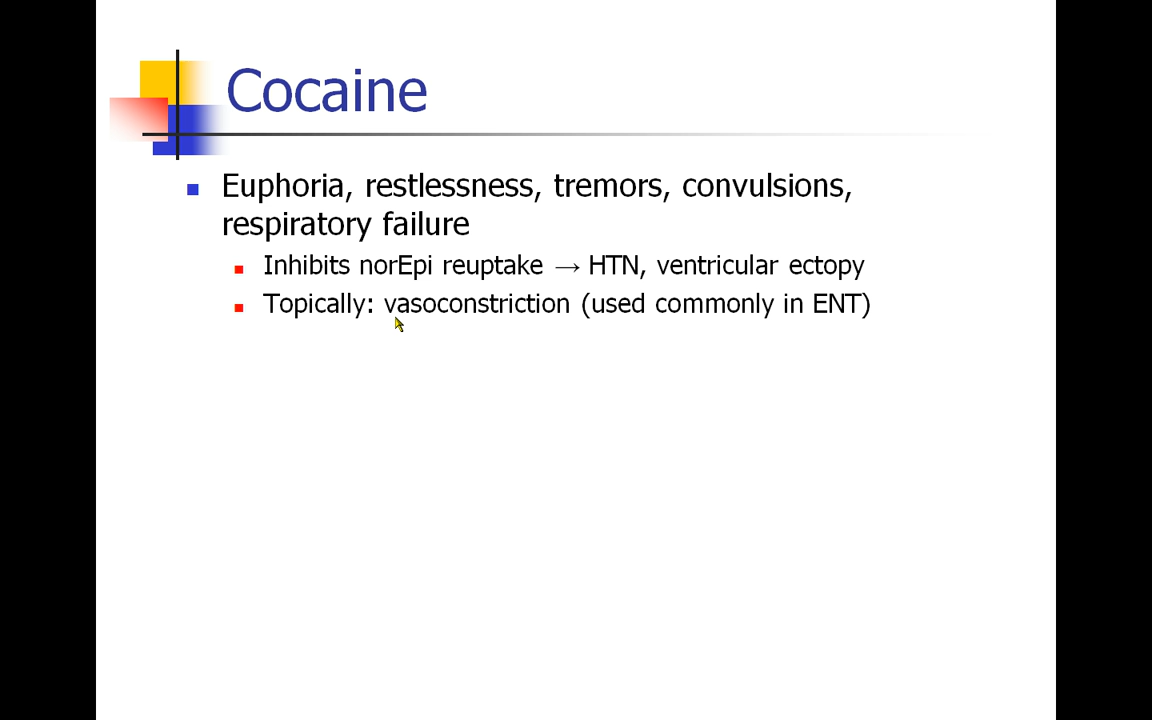 Cocaine
Euphoria, restlessness, tremors, convulsions,
respiratory failure
Inhibits norEpi reuptake → HTN, ventricular ectopy
Topically: vasoconstriction (used commonly in ENT)